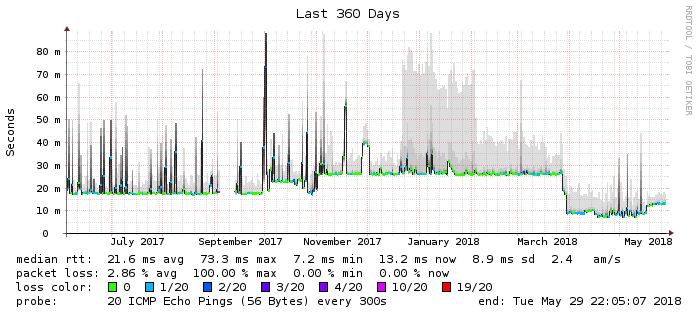 Last 360 Days
RRDTOOL / TOBI OETIKER
Seconds
80 m
70 m
60 m
50 m
40 m
30 m
20 m
10 m
0
July 2017 September 2017 November 2017 January 2018 March 2018 May 2018
median rtt: 21.6 ms avg 73.3 ms max 7.2 ms min 13.2 ms now 8.9 ms sd 2.4 am/s
packet loss: 2.86 % avg 100.00 % max 0.00 % min 0.00 % now
loss color: 0 1/20 2/20 3/20 4/20 10/20 19/20
probe: 20 ICMP Echo Pings (56 Bytes) every 300s end: Tue May 29 22:05:07 2018